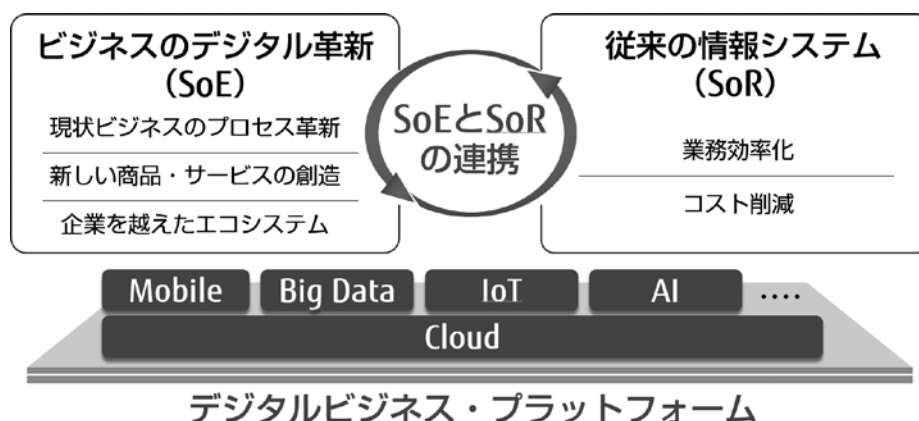 ビジネスのデジタル革新
（SoE）
現状ビジネスのプロセス革新
新しい商品・サービスの創造
企業を越えたエコシステム
SoEとSoR
の連携
従来の情報システム
（SoR）
業務効率化
コスト削減
Mobile
Big Data
IoT
AI
....
Cloud
デジタルビジネス・プラットフォーム